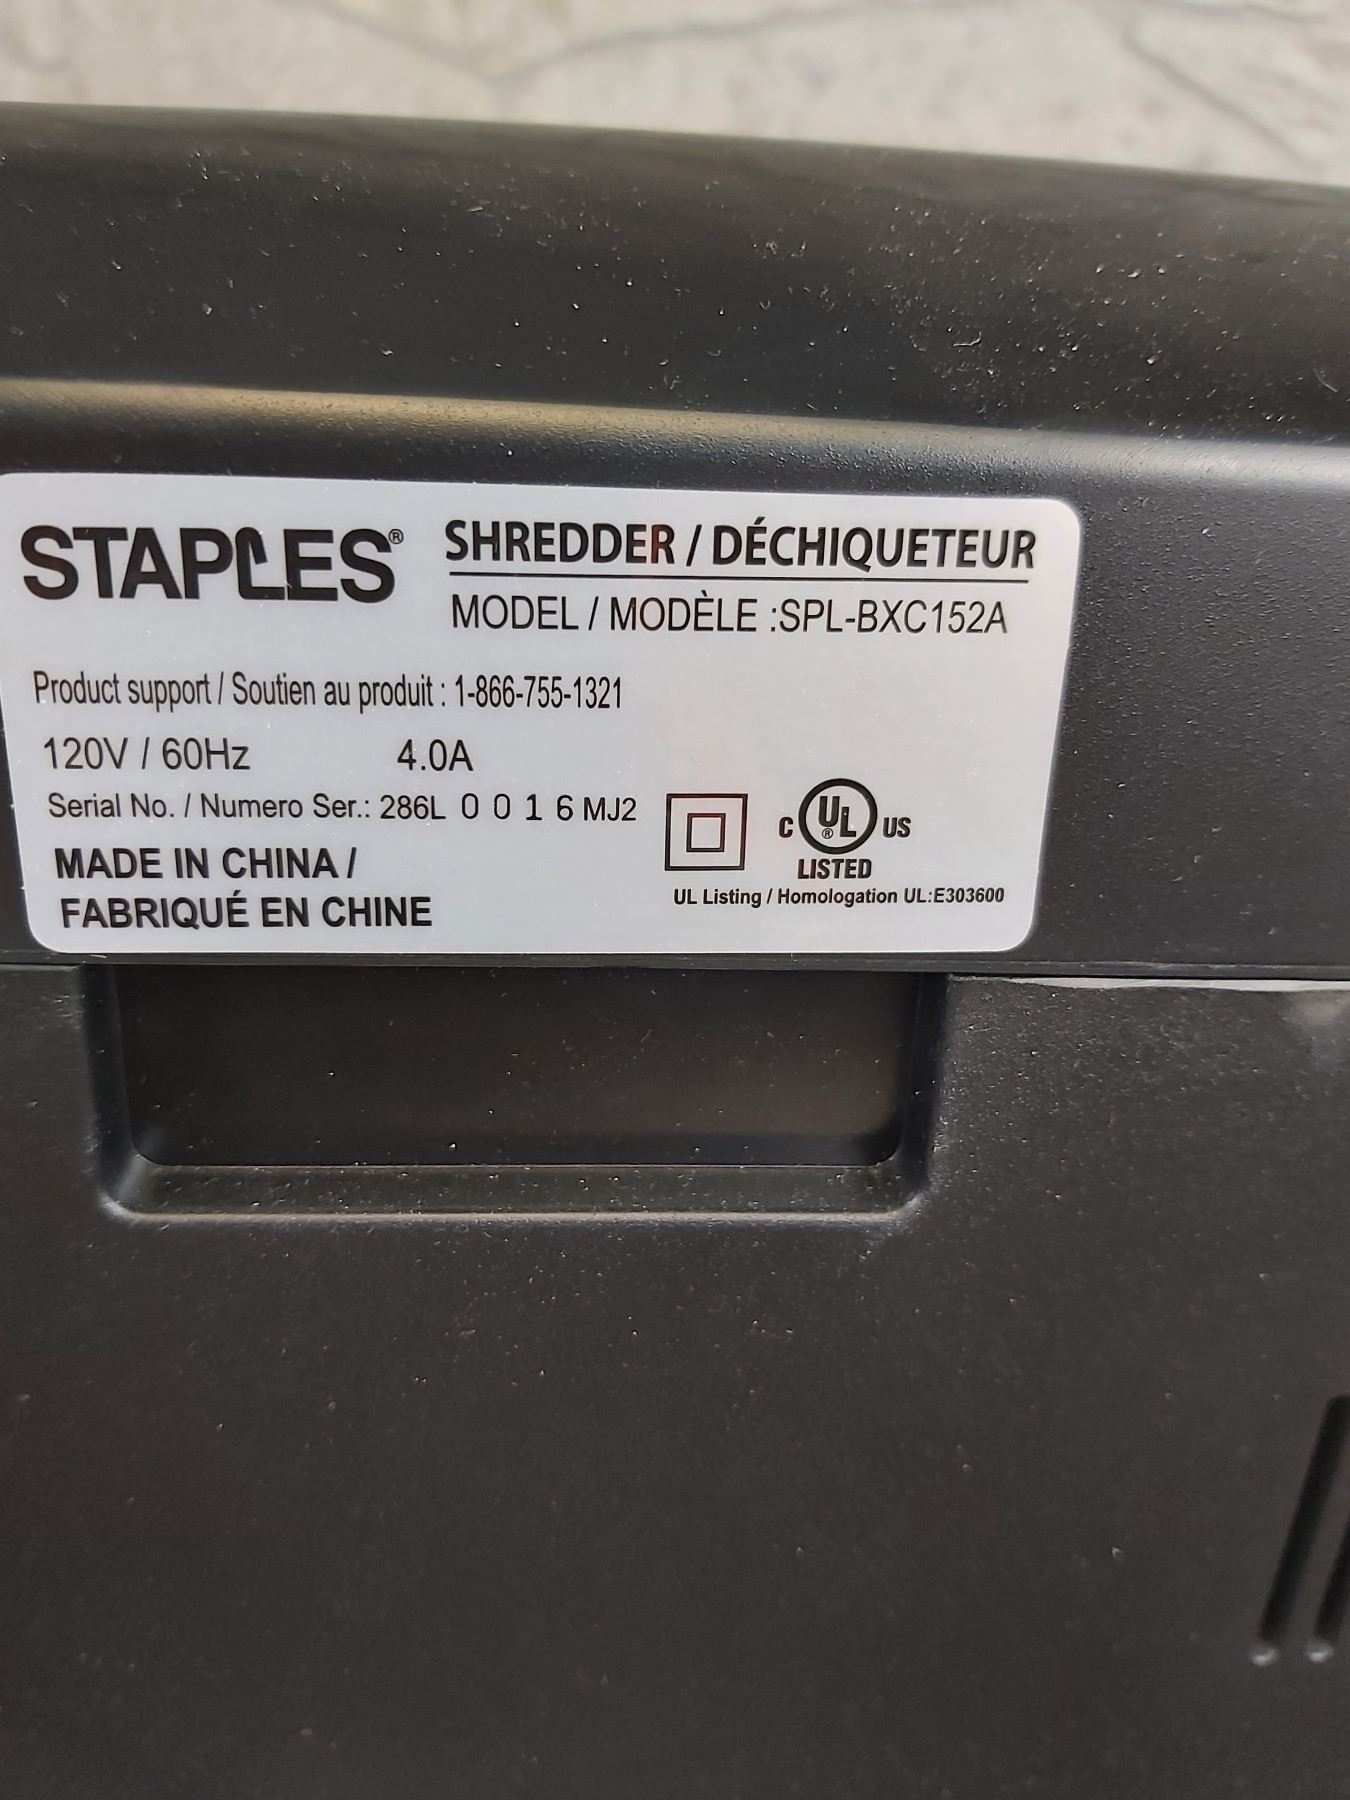 STAPLES®
SHREDDER / DÉCHIQUETEUR
MODEL / MODÈLE :SPL-BXC152A
Product support / Soutien au produit : 1-866-755-1321
120V / 60Hz 4.0A
Serial No. / Numero Ser.: 286L 0 0 1 6 MJ2
MADE IN CHINA /
FABRIQUÉ EN CHINE
C UL® US
LISTED
UL Listing / Homologation UL:E303600